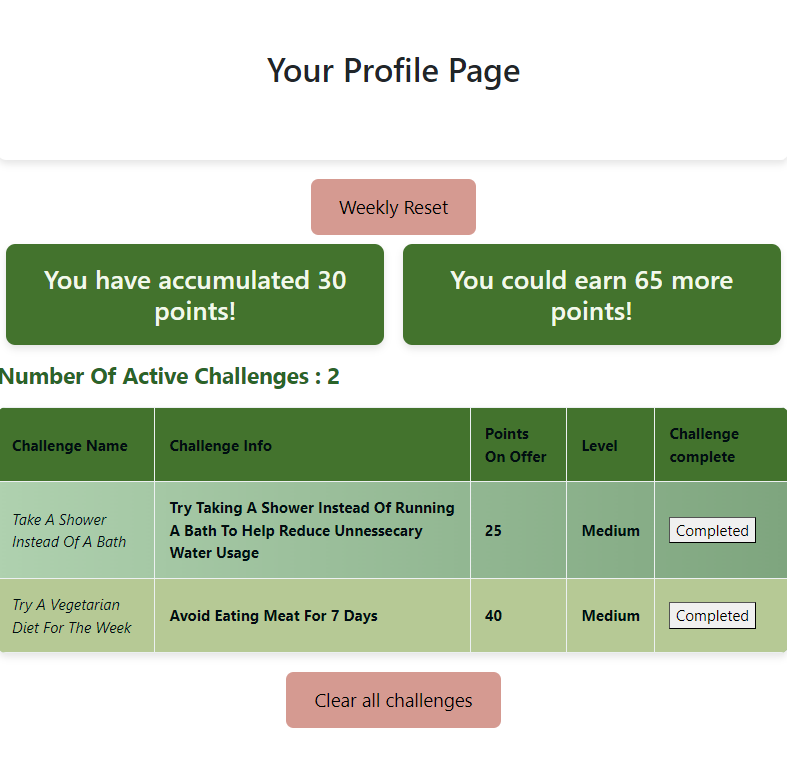 Your Profile Page
Weekly Reset
You have accumulated 30
points!
You could earn 65 more
points!
Number Of Active Challenges : 2
Challenge Name
Challenge Info
Points
On Offer
Level
Challenge
complete
Take A Shower
Instead Of A Bath
Try Taking A Shower Instead Of Running
A Bath To Help Reduce Unnessecary
Water Usage
25
Medium
Completed
Try A Vegetarian
Diet For The Week
Avoid Eating Meat For 7 Days
40
Medium
Completed
Clear all challenges